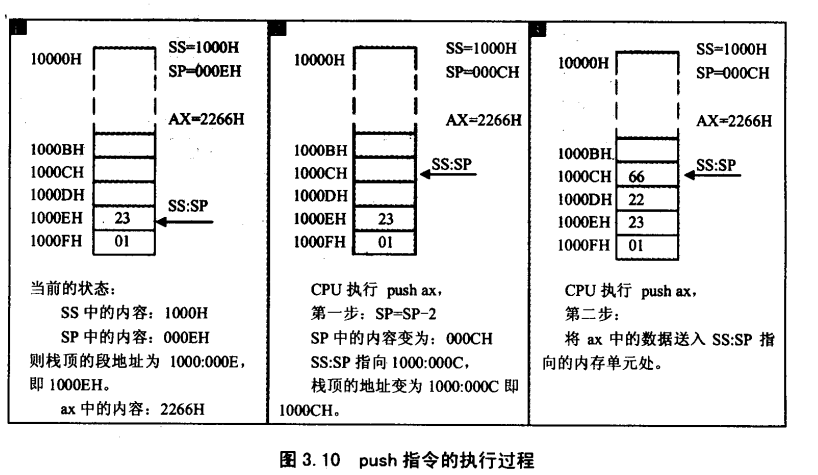 10000H
SS=1000H
SP=000EH
AX=2266H
1000BH
1000CH
1000DH
1000EH 23
1000FH 01
SS:SP
当前的状态：
SS 中的内容：1000H
SP 中的内容：000EH
则栈顶的段地址为 1000:000E，
即 1000EH。
ax 中的内容：2266H
10000H
SS=1000H
SP=000CH
AX=2266H
1000BH
1000CH
SS:SP
1000DH
1000EH 23
1000FH 01
CPU 执行 push ax，
第一步：SP=SP-2
SP 中的内容变为：000CH
SS:SP 指向 1000:000C，
栈顶的地址变为 1000:000C 即
1000CH。
10000H
SS=1000H
SP=000CH
AX=2266H
1000BH
1000CH 66
SS:SP
1000DH 22
1000EH 23
1000FH 01
CPU 执行 push ax，
第二步：
将 ax 中的数据送入 SS:SP 指
向的内存单元处。
图 3.10 push 指令的执行过程